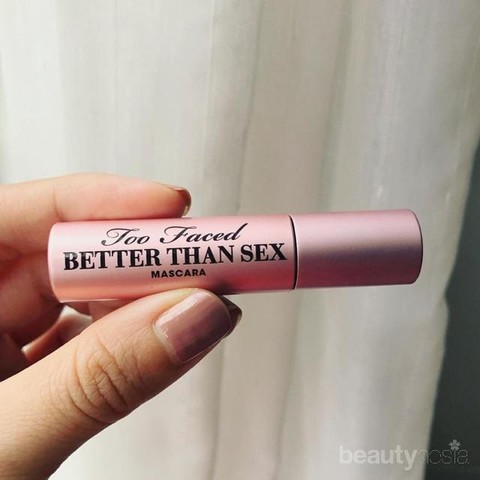 Too Faced
BETTER THAN SEX
MASCARA
beautynesia